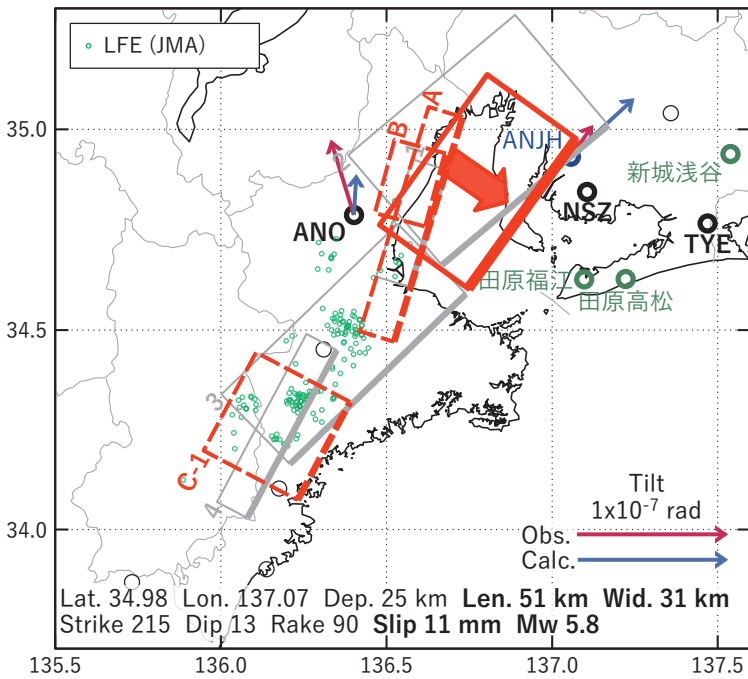 LFE (JMA)
35.0
34.5
34.0
A
B
1
2
ANJH
新城浅谷
ANO
NSZ
TYE
田原福江
田原高松
3
C-1
4
Tilt
1x10⁻⁷ rad
Obs.
Calc.
Lat. 34.98 Lon. 137.07 Dep. 25 km Len. 51 km Wid. 31 km
Strike 215 Dip 13 Rake 90 Slip 11 mm Mw 5.8
135.5 136.0 136.5 137.0 137.5